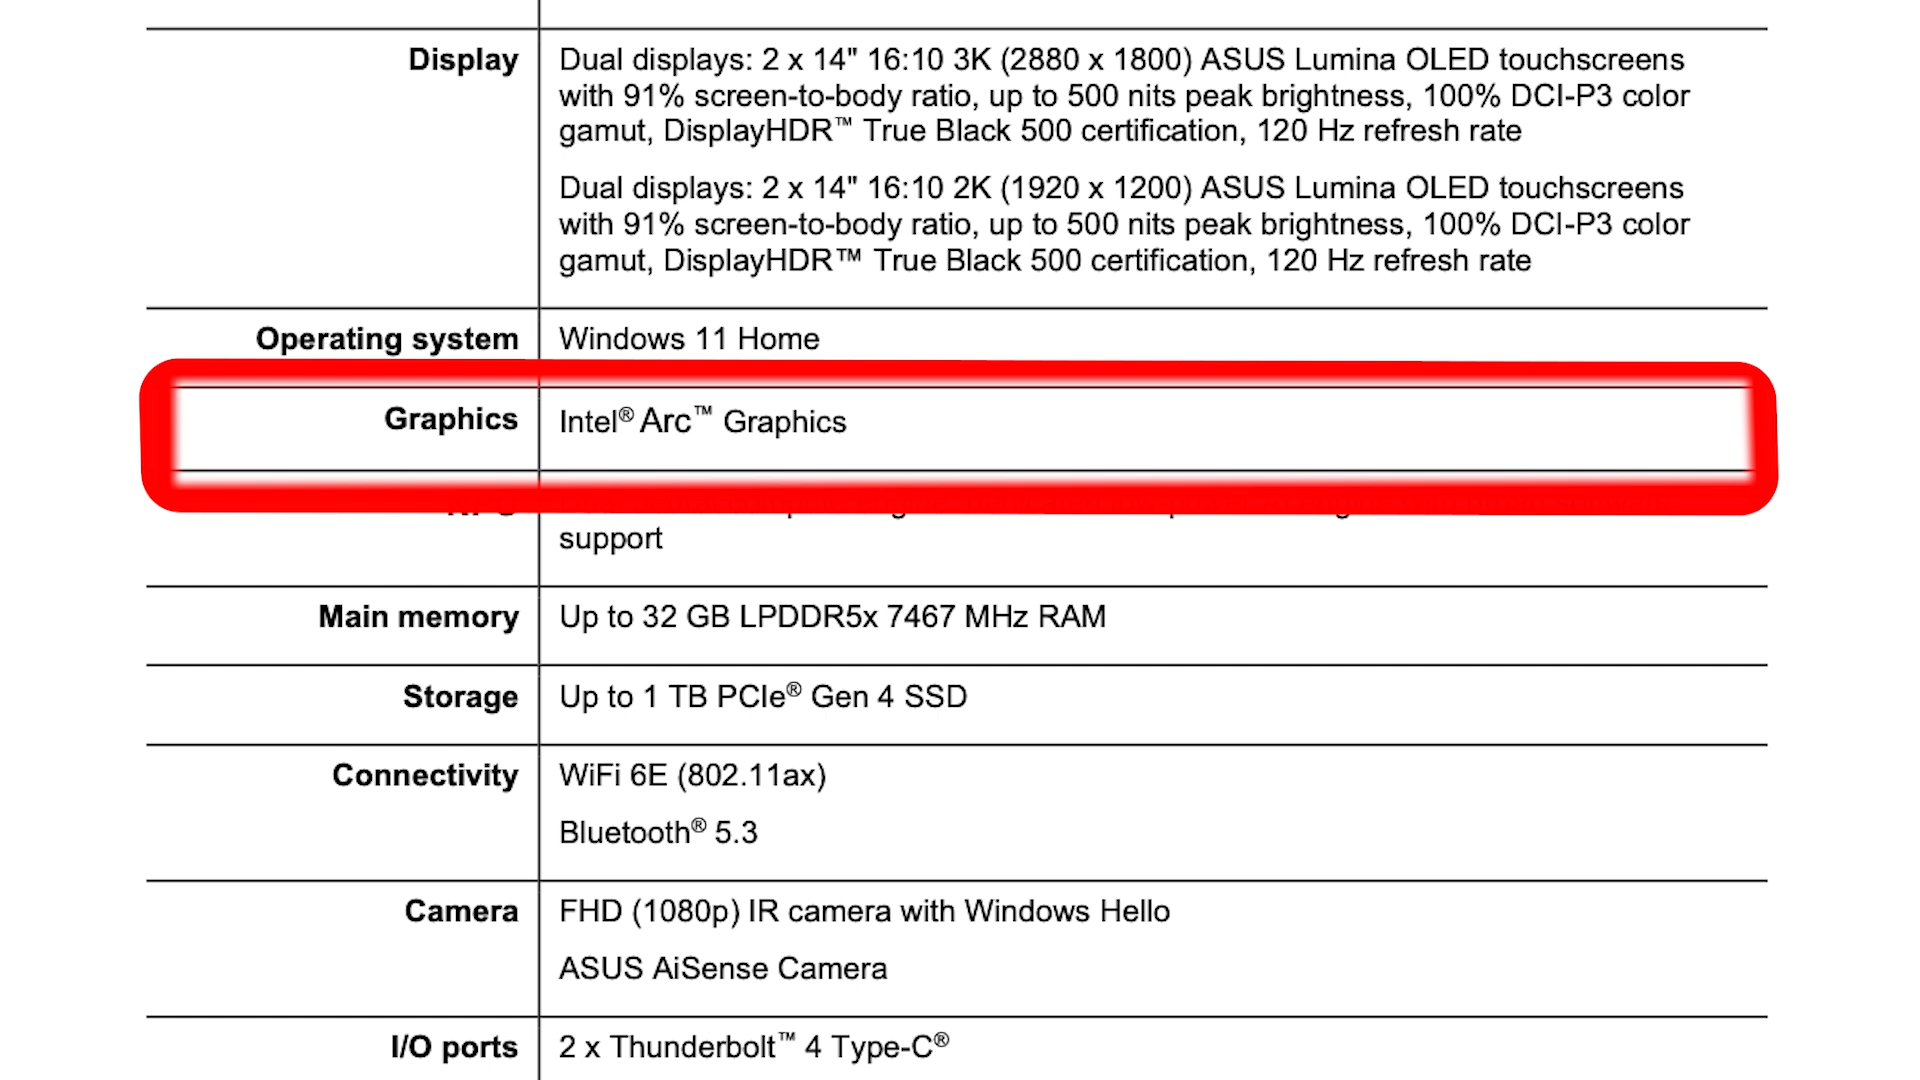 Display
Dual displays: 2 x 14" 16:10 3K (2880 x 1800) ASUS Lumina OLED touchscreens
with 91% screen-to-body ratio, up to 500 nits peak brightness, 100% DCI-P3 color
gamut, DisplayHDR™ True Black 500 certification, 120 Hz refresh rate
Dual displays: 2 x 14" 16:10 2K (1920 x 1200) ASUS Lumina OLED touchscreens
with 91% screen-to-body ratio, up to 500 nits peak brightness, 100% DCI-P3 color
gamut, DisplayHDR™ True Black 500 certification, 120 Hz refresh rate
Operating system
Windows 11 Home
Graphics
Intel® Arc™ Graphics
support
Main memory
Up to 32 GB LPDDR5x 7467 MHz RAM
Storage
Up to 1 TB PCIe® Gen 4 SSD
Connectivity
WiFi 6E (802.11ax)
Bluetooth® 5.3
Camera
FHD (1080p) IR camera with Windows Hello
ASUS AiSense Camera
I/O ports
2 x Thunderbolt™ 4 Type-C®